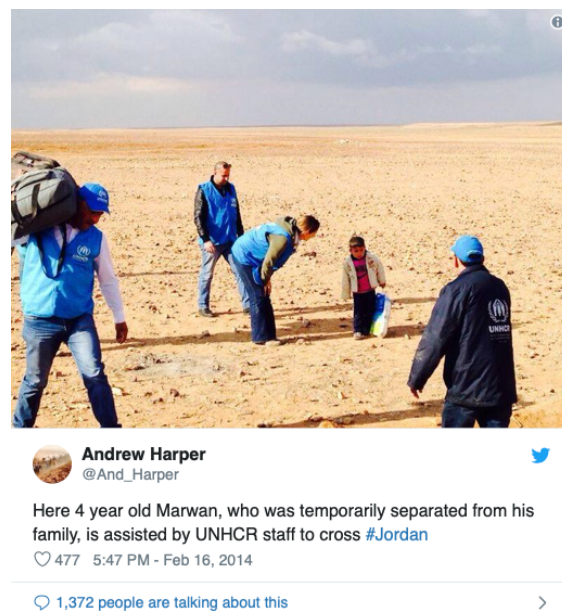 UNHCR
Andrew Harper
@And_Harper
Here 4 year old Marwan, who was temporarily separated from his
family, is assisted by UNHCR staff to cross #Jordan
477 5:47 PM - Feb 16, 2014
1,372 people are talking about this